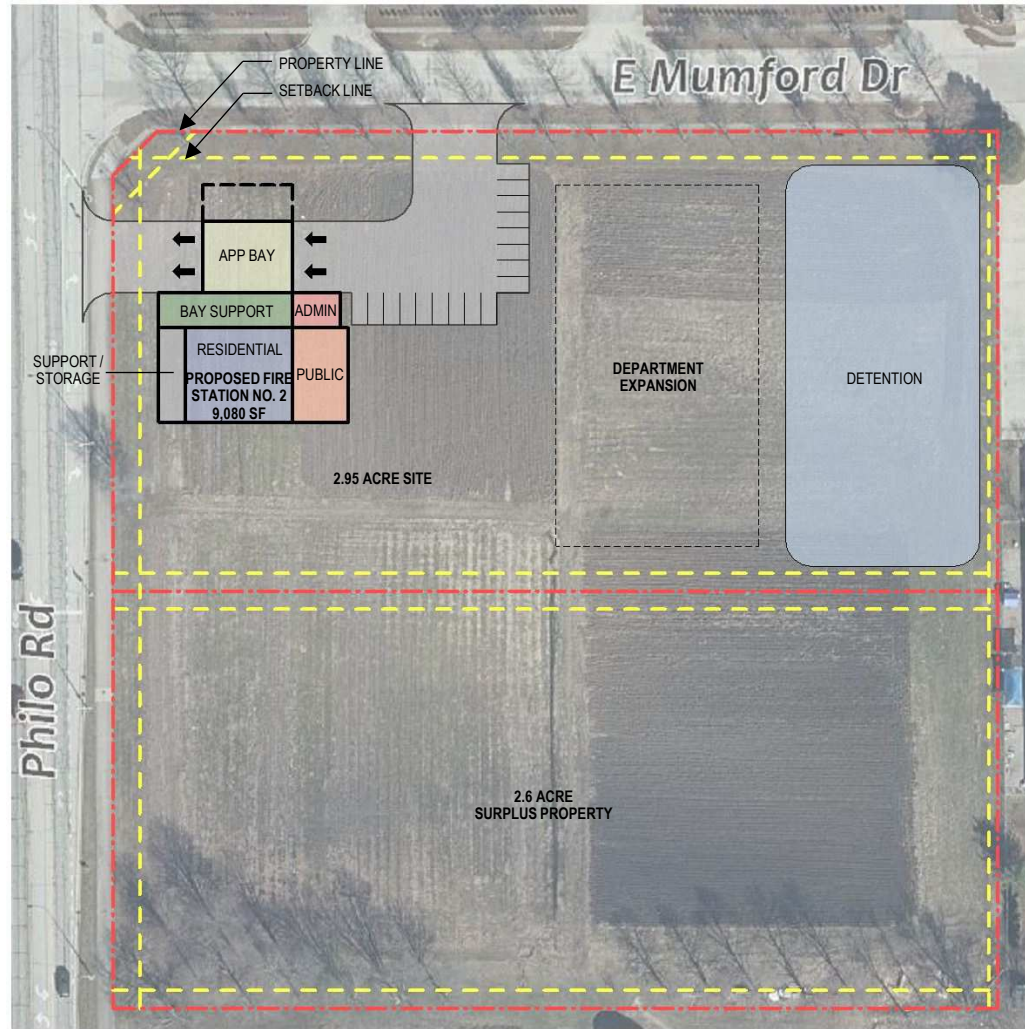 PROPERTY LINE
SETBACK LINE
E Mumford Dr
APP BAY
BAY SUPPORT
ADMIN
SUPPORT /
STORAGE
RESIDENTIAL
PUBLIC
PROPOSED FIRE
STATION NO. 2
9,080 SF
DEPARTMENT
EXPANSION
DETENTION
2.95 ACRE SITE
Philo Rd
2.6 ACRE
SURPLUS PROPERTY